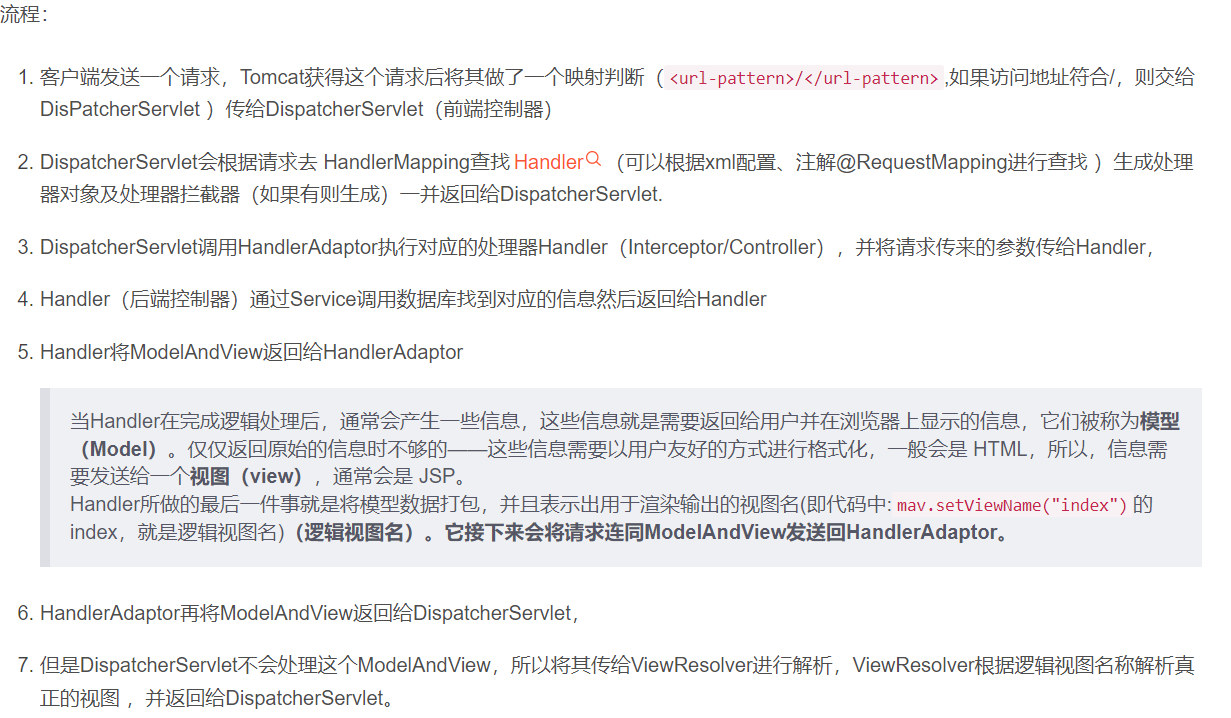 流程：
1. 客户端发送一个请求，Tomcat获得这个请求后将其做了一个映射判断（<url-pattern>/</url-pattern>,如果访问地址符合/，则交给
DisPatcherServlet ）传给DispatcherServlet（前端控制器）
2. DispatcherServlet会根据请求去 HandlerMapping查找 Handler（可以根据xml配置、注解@RequestMapping进行查找 ）生成处理
器对象及处理器拦截器（如果有则生成）一并返回给DispatcherServlet.
3. DispatcherServlet调用HandlerAdaptor执行对应的处理器Handler（Interceptor/Controller），并将请求传来的参数传给Handler，
4. Handler（后端控制器）通过Service调用数据库找到对应的信息然后返回给Handler
5. Handler将ModelAndView返回给HandlerAdaptor
当Handler在完成逻辑处理后，通常会产生一些信息，这些信息就是需要返回给用户并在浏览器上显示的信息，它们被称为模型
（Model）。仅仅返回原始的信息时不够的——这些信息需要以用户友好的方式进行格式化，一般会是 HTML，所以，信息需
要发送给一个视图（view），通常会是 JSP。
Handler所做的最后一件事就是将模型数据打包，并且表示出用于渲染输出的视图名(即代码中: mav.setViewName("index") 的
index，就是逻辑视图名)（逻辑视图名）。它接下来会将请求连同ModelAndView发送回HandlerAdaptor。
6. HandlerAdaptor再将ModelAndView返回给DispatcherServlet，
7. 但是DispatcherServlet不会处理这个ModelAndView，所以将其传给ViewResolver进行解析，ViewResolver根据逻辑视图名称解析真
正的视图 ，并返回给DispatcherServlet。